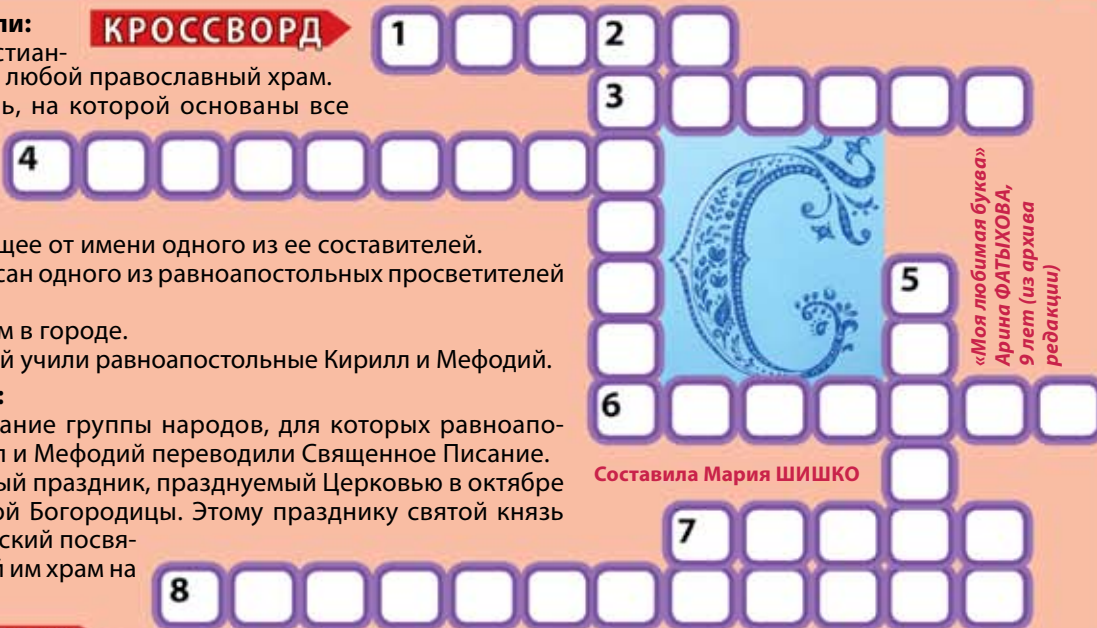 ли:
КРОССВОРД
стиан-
любой православный храм.
ь, на которой основаны все
щее от имени одного из ее составителей.
сан одного из равноапостольных просветителей
м в городе.
й учили равноапостольные Кирилл и Мефодий.
:
ание группы народов, для которых равноапо-
л и Мефодий переводили Священное Писание.
ый праздник, празднуемый Церковью в октябре
ой Богородицы. Этому празднику святой князь
ский посвя-
й им храм на
1
2
3
4
5
6
7
8
С
«Моя любимая буква»
Арина ФАТЫХОВА,
9 лет (из архива
редакции)
Составила Мария ШИШКО